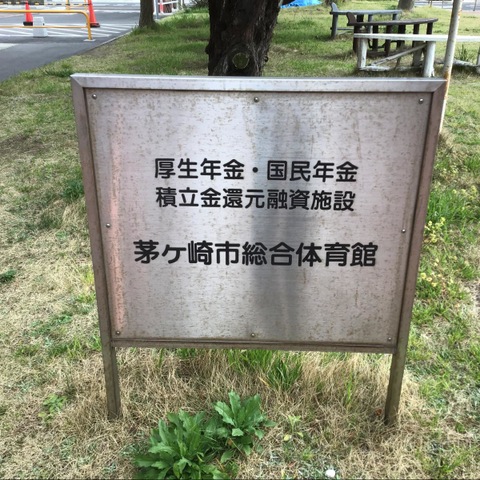 厚生年金・国民年金
積立金還元融資施設
茅ケ崎市総合体育館